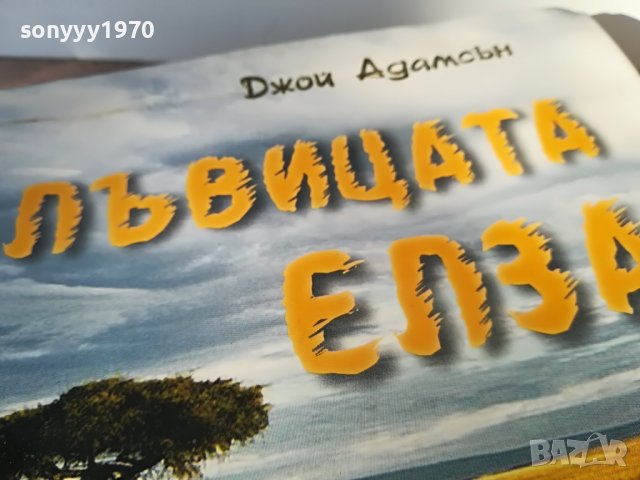 sonyyy1970
Джой Адамсън
ЛЪВИЦАТА
ЕЛЗА
BAZAR